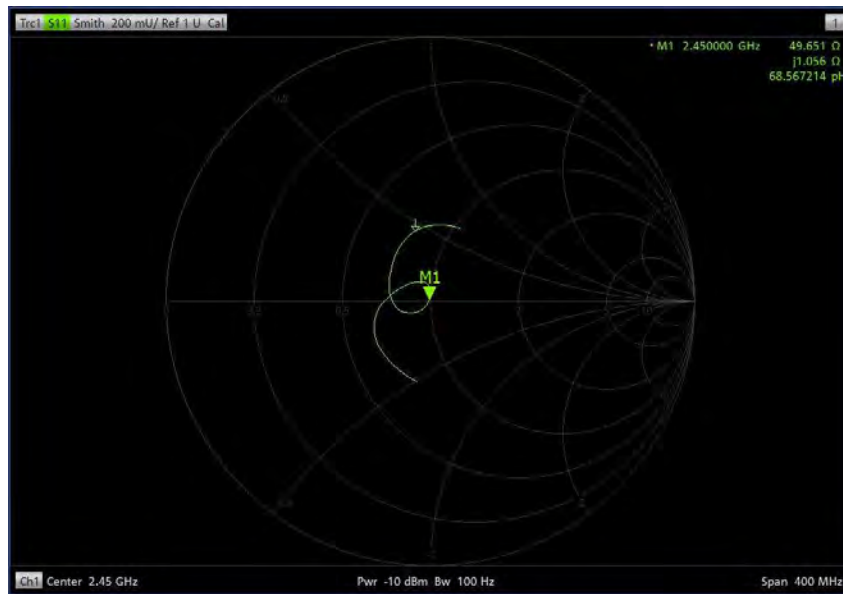 Trc1 S11 Smith 200 mU/ Ref 1 U Cal
1
• M1 2.450000 GHz 49.651 Ω
j1.056 Ω
68.567214 pH
M1
Ch1 Center 2.45 GHz Pwr -10 dBm Bw 100 Hz Span 400 MHz